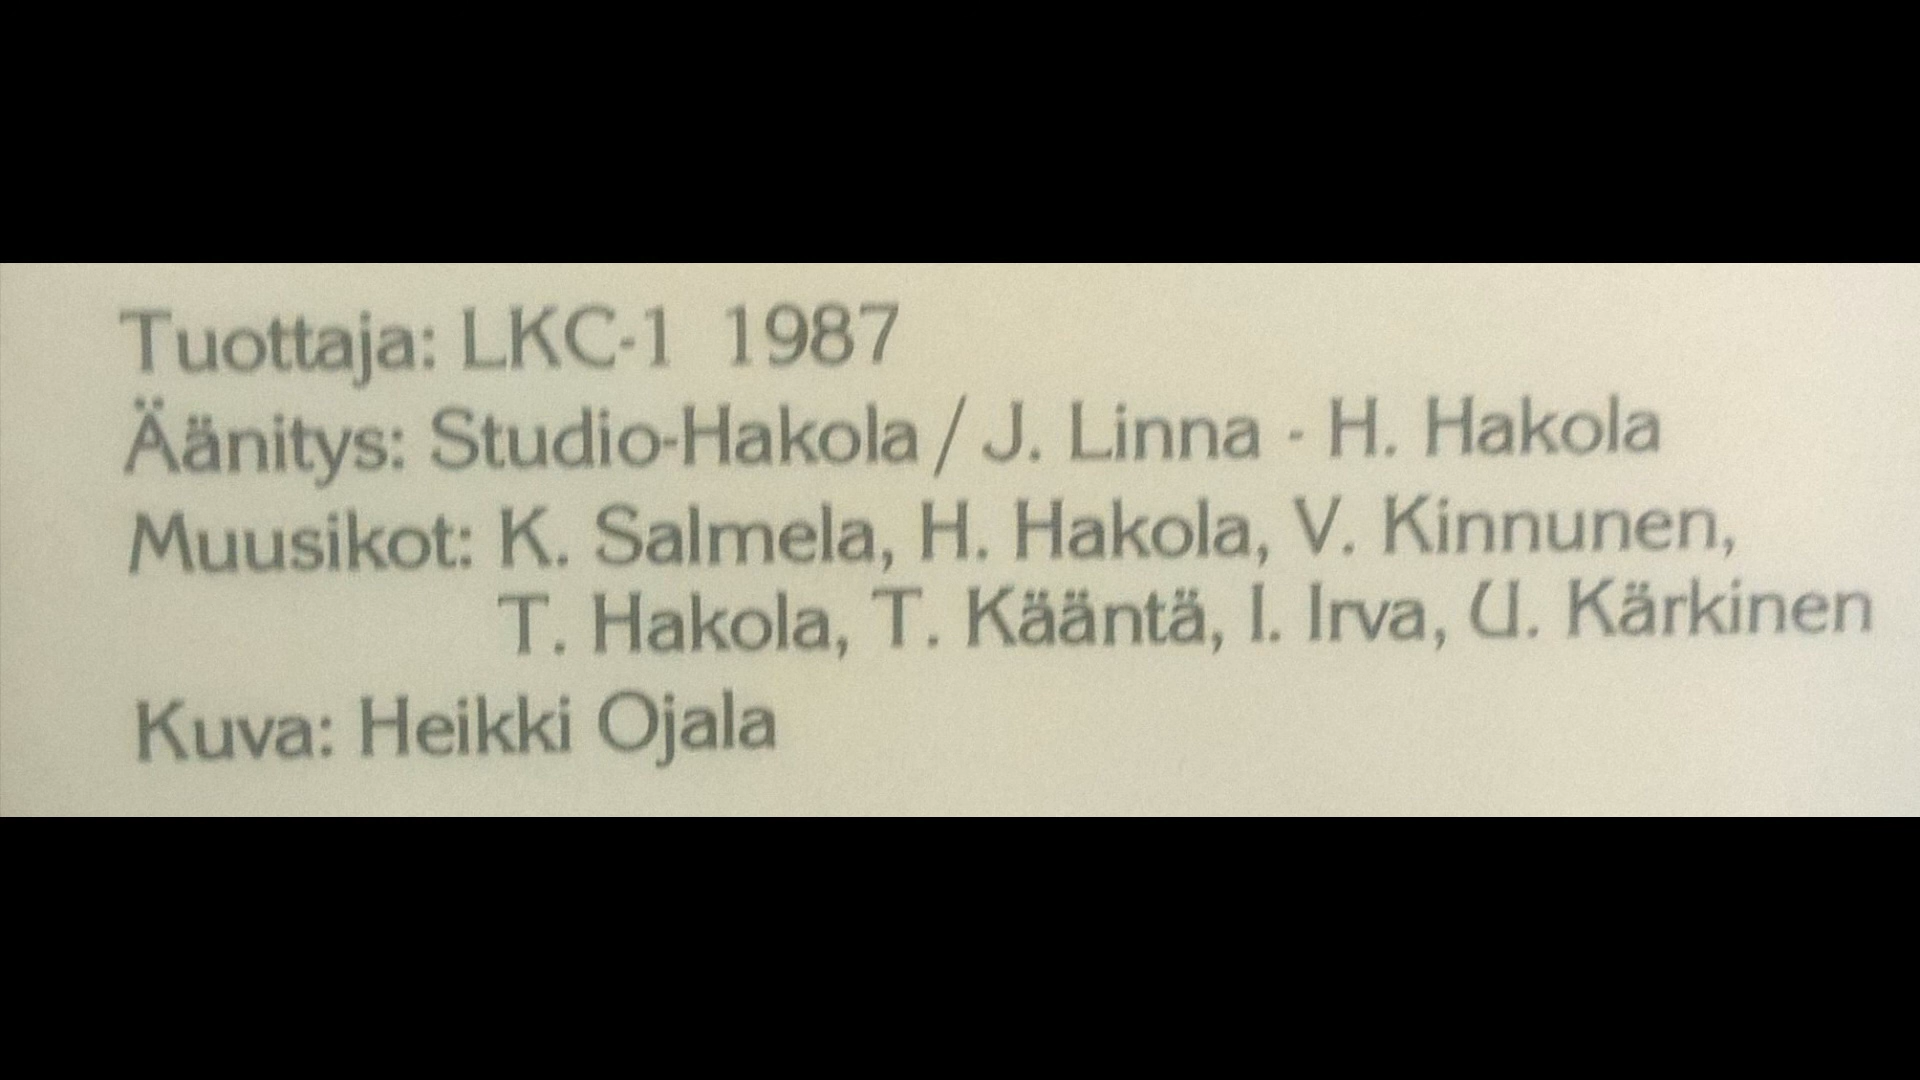 Tuottaja: LKC-1 1987
Äänitys: Studio-Hakola / J. Linna - H. Hakola
Muusikot: K. Salmela, H. Hakola, V. Kinnunen,
T. Hakola, T. Kääntä, I. Irva, U. Kärkinen
Kuva: Heikki Ojala